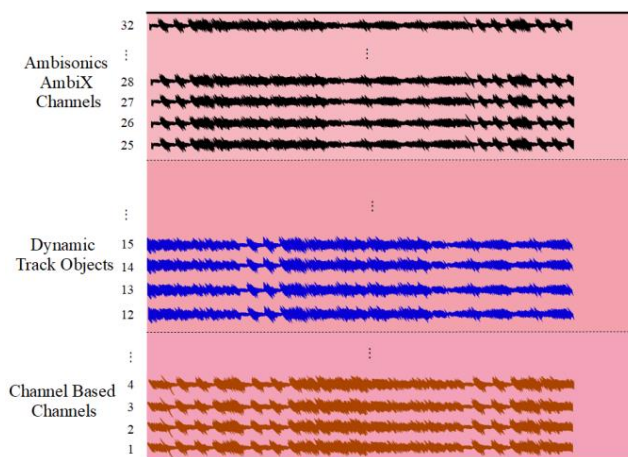 32
⋮
Ambisonics
AmbiX
Channels
28
27
26
25
⋮
Dynamic
Track Objects
15
14
13
12
⋮
Channel Based
Channels
4
3
2
1